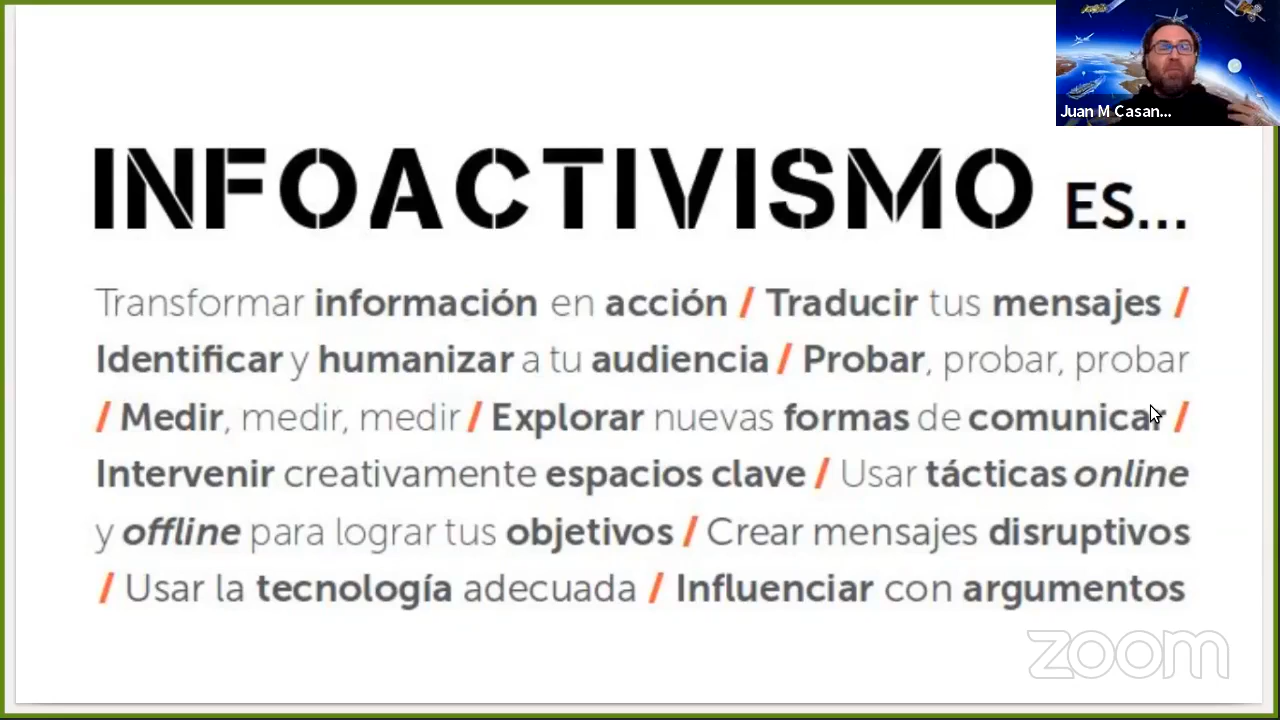 Juan M Casan...
INFOACTIVISMO ES...
Transformar información en acción / Traducir tus mensajes /
Identificar y humanizar a tu audiencia / Probar, probar, probar
/ Medir, medir, medir / Explorar nuevas formas de comunicar /
Intervenir creativamente espacios clave / Usar tácticas online
y offline para lograr tus objetivos / Crear mensajes disruptivos
/ Usar la tecnología adecuada / Influenciar con argumentos
zoom